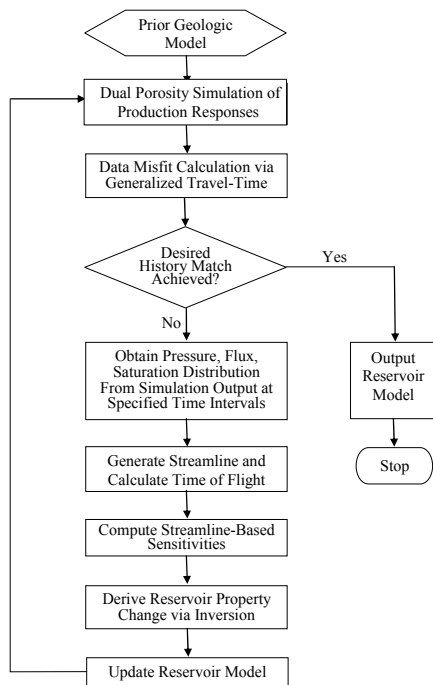 Prior Geologic
Model
Dual Porosity Simulation of
Production Responses
Data Misfit Calculation via
Generalized Travel-Time
Desired
History Match
Achieved?
Yes
No
Obtain Pressure, Flux,
Saturation Distribution
From Simulation Output at
Specified Time Intervals
Output
Reservoir
Model
Stop
Generate Streamline and
Calculate Time of Flight
Compute Streamline-Based
Sensitivities
Derive Reservoir Property
Change via Inversion
Update Reservoir Model